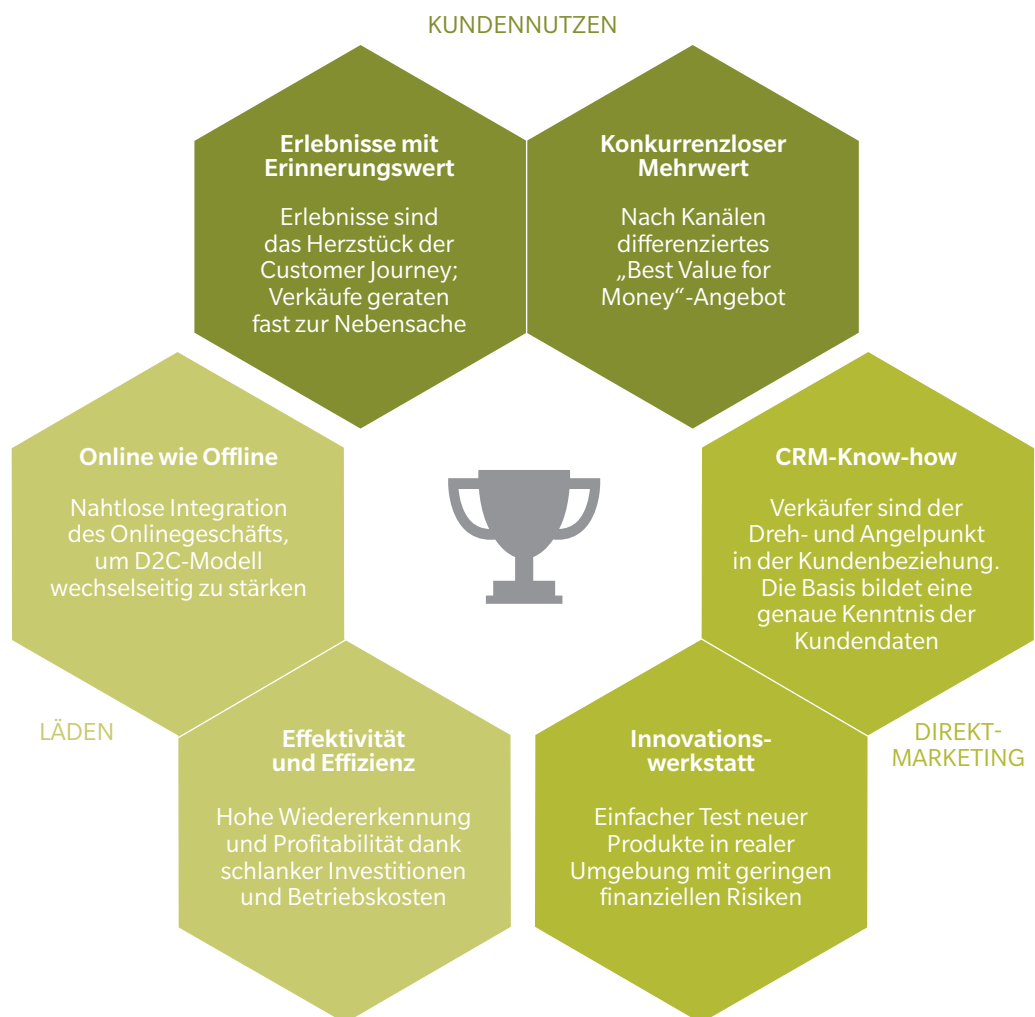 KUNDENNUTZEN
Erlebnisse mit
Erinnerungswert
Erlebnisse sind
das Herzstück der
Customer Journey;
Verkäufe geraten
fast zur Nebensache
Konkurrenzloser
Mehrwert
Nach Kanälen
differenziertes
„Best Value for
Money“-Angebot
Online wie Offline
Nahtlose Integration
des Onlinegeschäfts,
um D2C-Modell
wechselseitig zu stärken
CRM-Know-how
Verkäufer sind der
Dreh- und Angelpunkt
in der Kundenbeziehung.
Die Basis bildet eine
genaue Kenntnis der
Kundendaten
LÄDEN
Effektivität
und Effizienz
Hohe Wiedererkennung
und Profitabilität dank
schlanker Investitionen
und Betriebskosten
Innovations-
werkstatt
Einfacher Test neuer
Produkte in realer
Umgebung mit geringen
finanziellen Risiken
DIREKT-
MARKETING